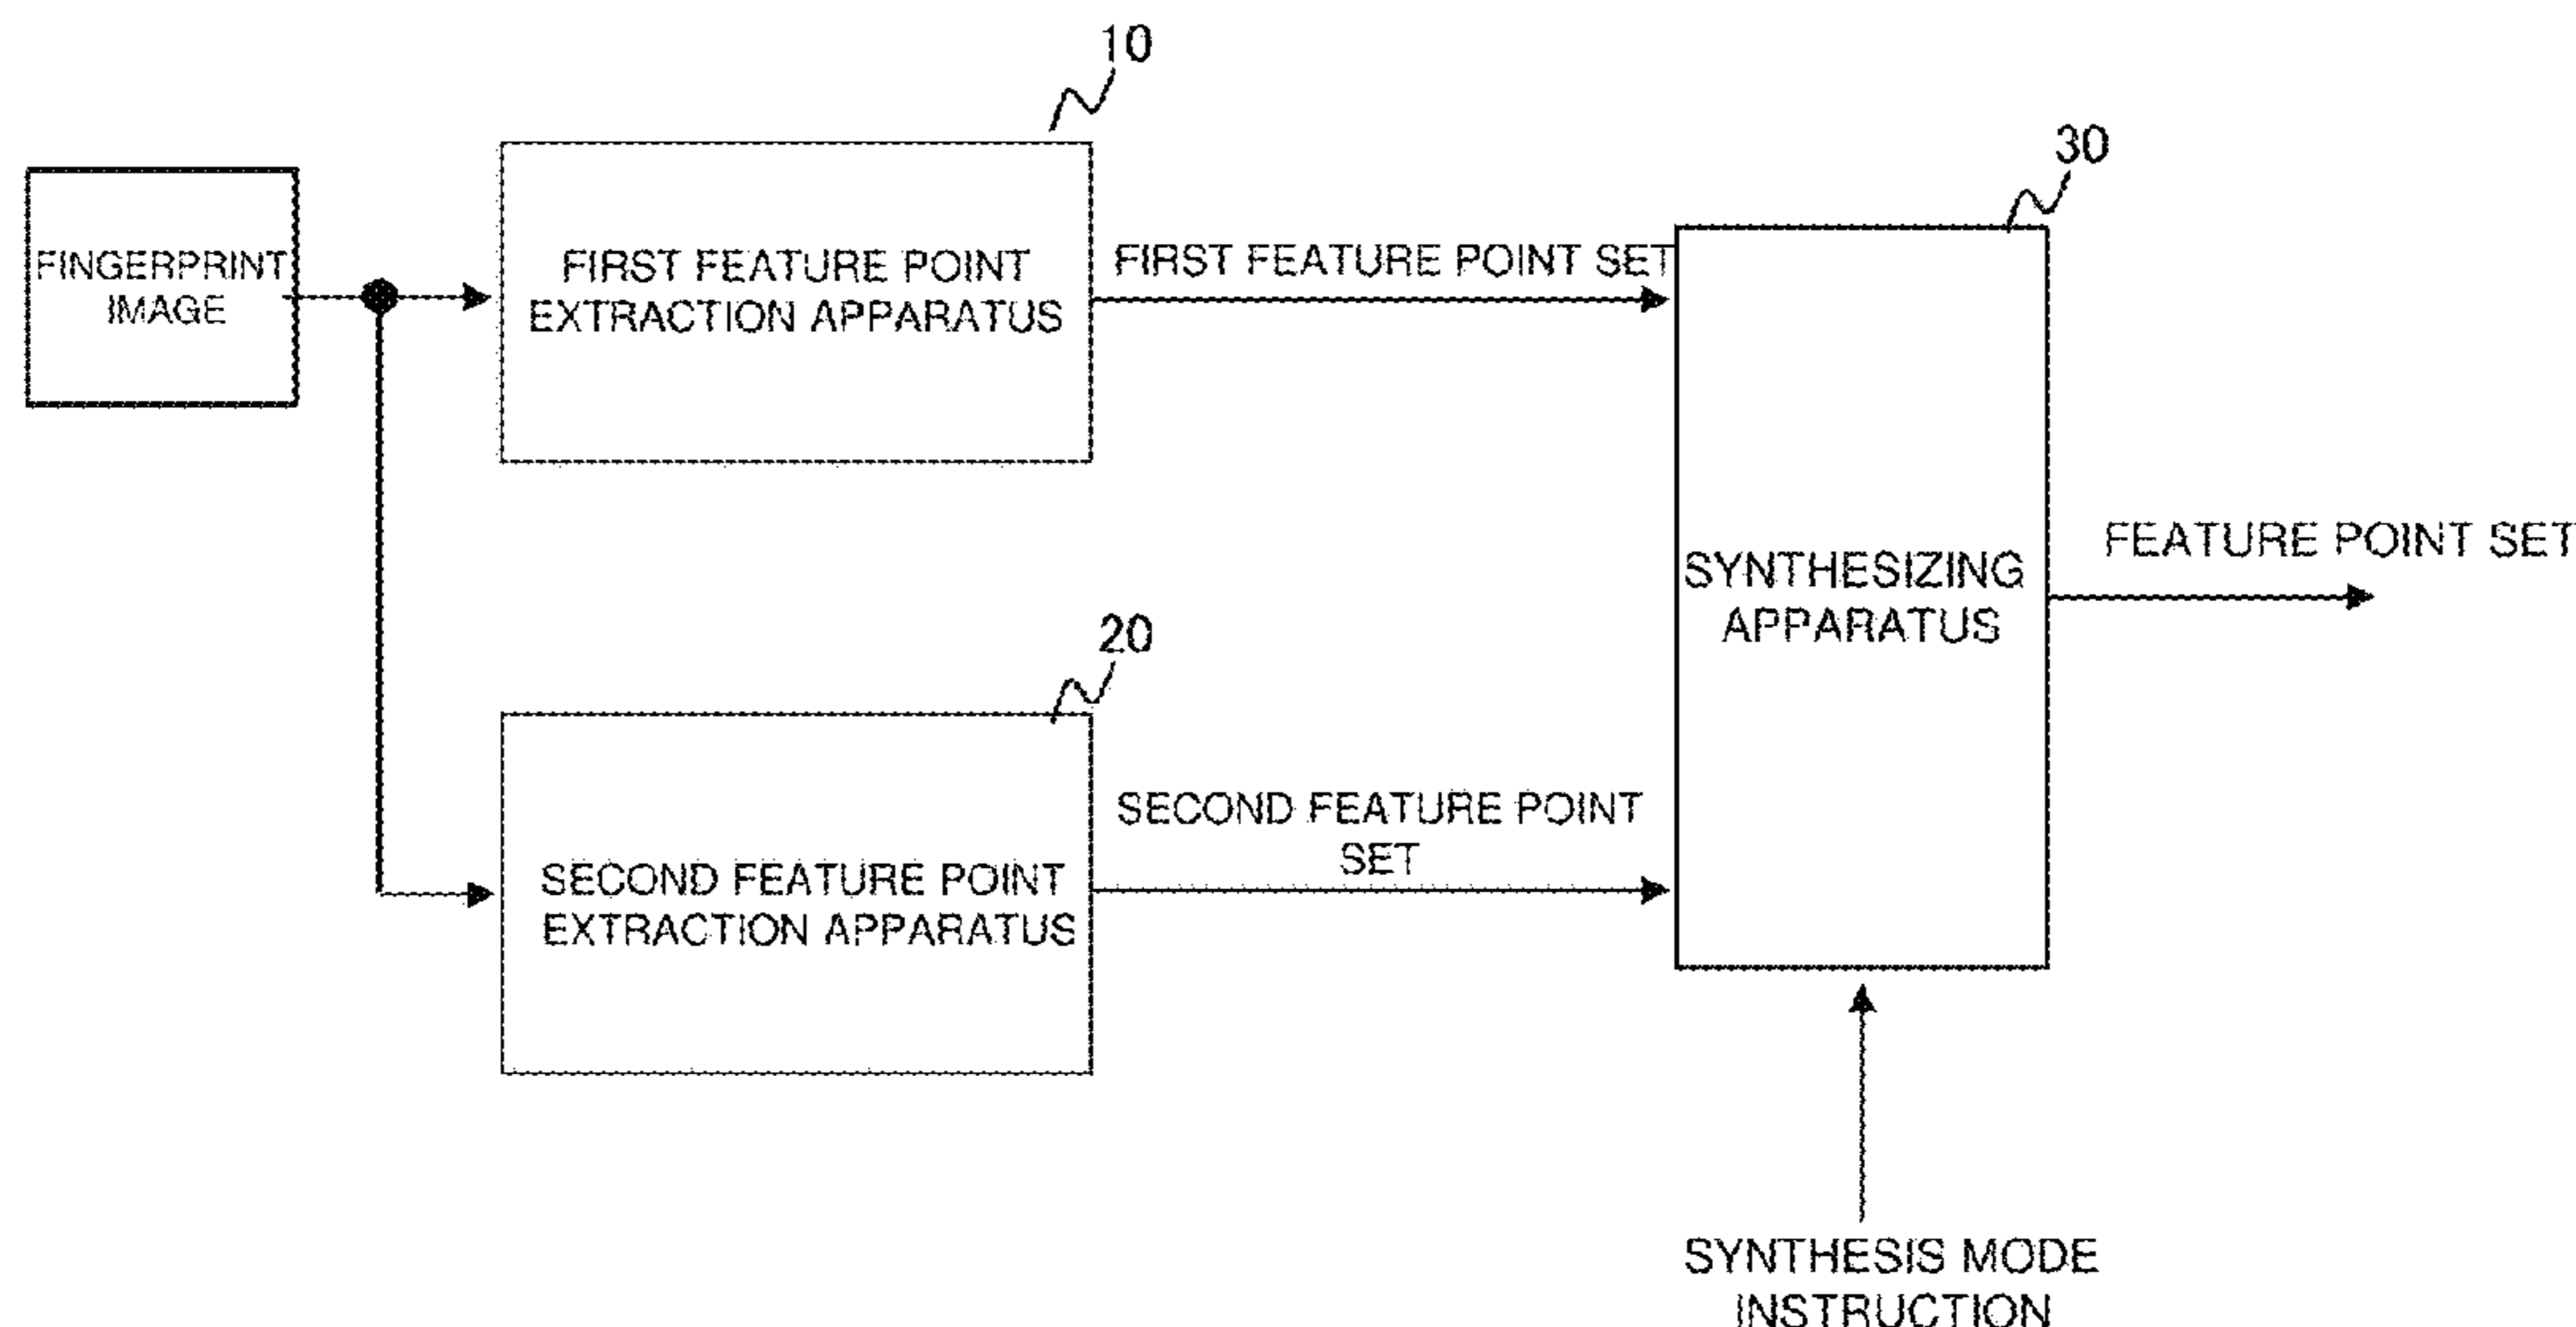 10
30
FINGERPRINT
IMAGE
FIRST FEATURE POINT
EXTRACTION APPARATUS
FIRST FEATURE POINT SET
SYNTHESIZING
APPARATUS
FEATURE POINT SET
20
SECOND FEATURE POINT
EXTRACTION APPARATUS
SECOND FEATURE POINT
SET
SYNTHESIS MODE
INSTRUCTION